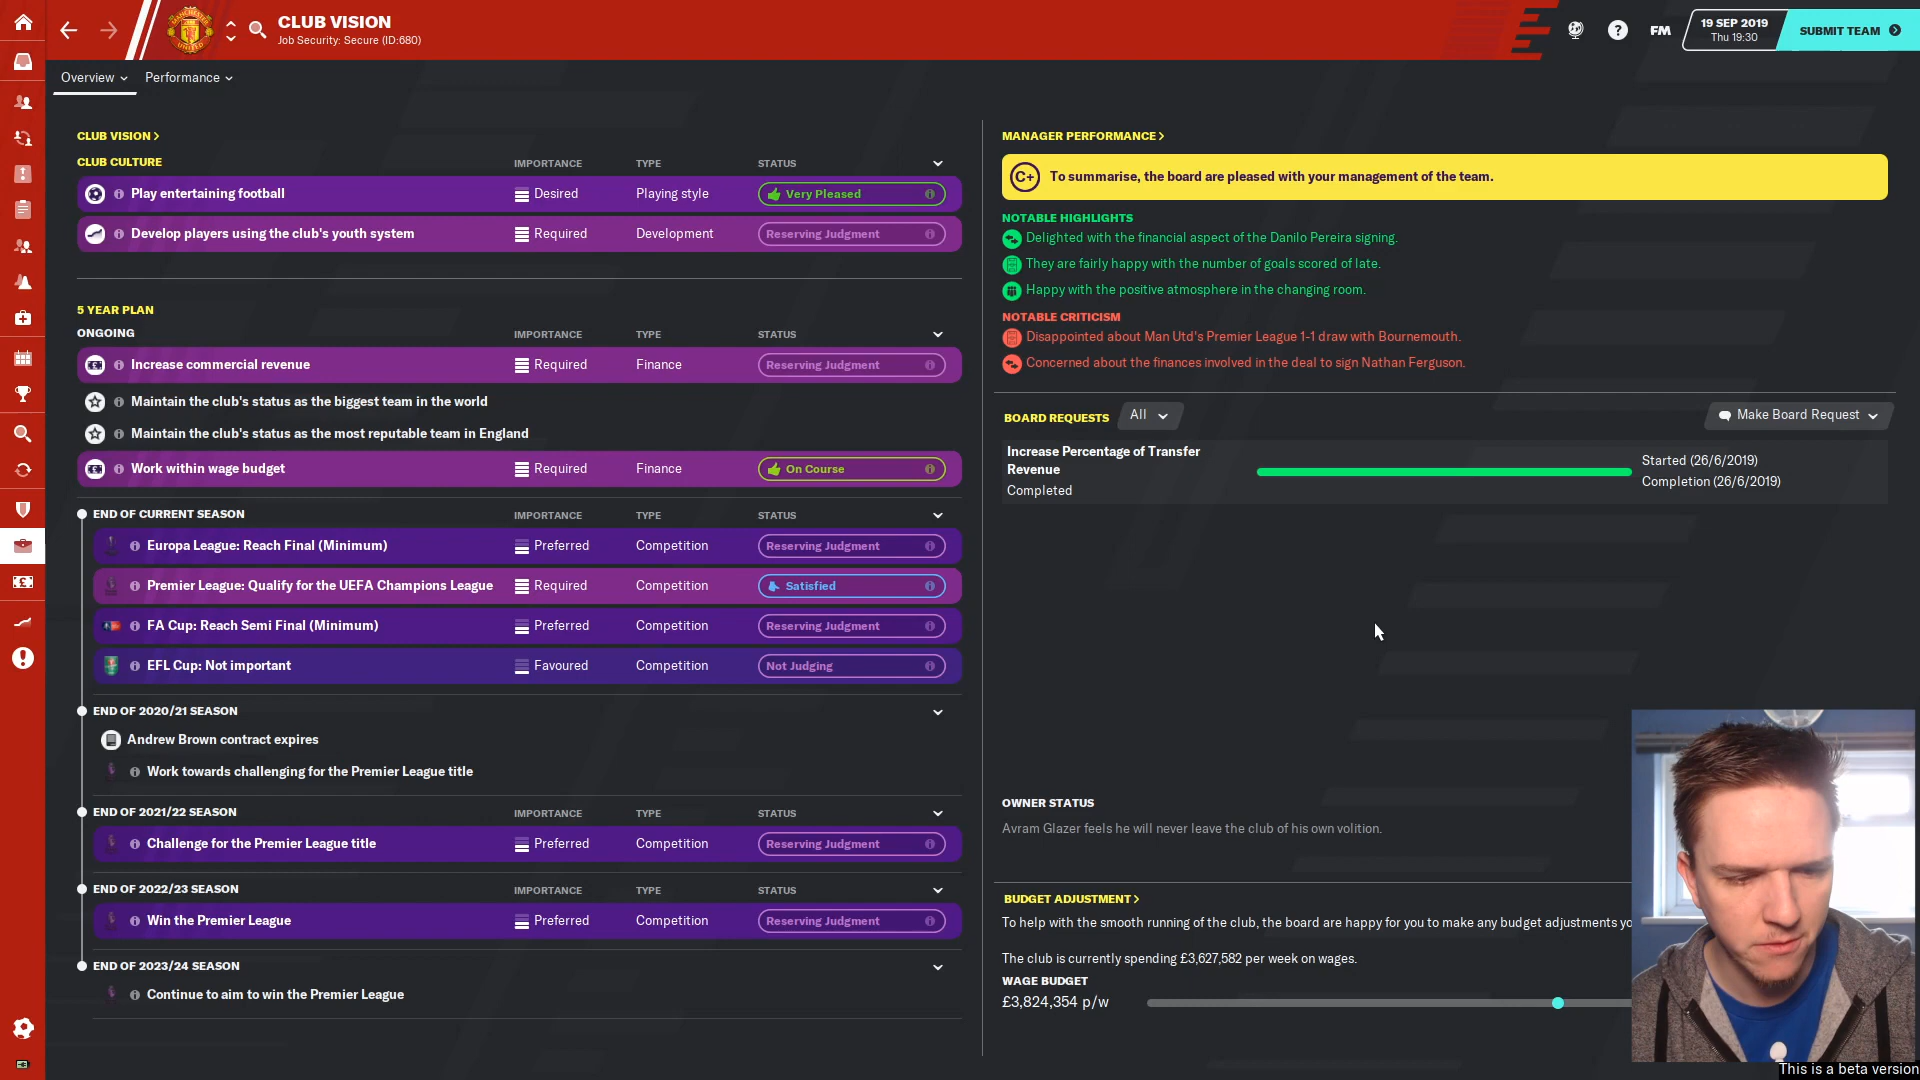 CLUB VISION
Job Security: Secure (ID:680)
FM
19 SEP 2019
Thu 19:30
SUBMIT TEAM
Overview
Performance
CLUB VISION >
CLUB CULTURE IMPORTANCE TYPE STATUS
Play entertaining football Desired Playing style Very Pleased
Develop players using the club's youth system Required Development Reserving Judgment
5 YEAR PLAN
ONGOING IMPORTANCE TYPE STATUS
Increase commercial revenue Required Finance Reserving Judgment
Maintain the club's status as the biggest team in the world
Maintain the club's status as the most reputable team in England
Work within wage budget Required Finance On Course
END OF CURRENT SEASON IMPORTANCE TYPE STATUS
Europa League: Reach Final (Minimum) Preferred Competition Reserving Judgment
Premier League: Qualify for the UEFA Champions League Required Competition Satisfied
FA Cup: Reach Semi Final (Minimum) Preferred Competition Reserving Judgment
EFL Cup: Not important Favoured Competition Not Judging
END OF 2020/21 SEASON
Andrew Brown contract expires
Work towards challenging for the Premier League title
END OF 2021/22 SEASON IMPORTANCE TYPE STATUS
Challenge for the Premier League title Preferred Competition Reserving Judgment
END OF 2022/23 SEASON IMPORTANCE TYPE STATUS
Win the Premier League Preferred Competition Reserving Judgment
END OF 2023/24 SEASON
Continue to aim to win the Premier League
MANAGER PERFORMANCE >
C+ To summarise, the board are pleased with your management of the team.
NOTABLE HIGHLIGHTS
Delighted with the financial aspect of the Danilo Pereira signing.
They are fairly happy with the number of goals scored of late.
Happy with the positive atmosphere in the changing room.
NOTABLE CRITICISM
Disappointed about Man Utd's Premier League 1-1 draw with Bournemouth.
Concerned about the finances involved in the deal to sign Nathan Ferguson.
BOARD REQUESTS All Make Board Request
Increase Percentage of Transfer
Revenue
Completed
Started (26/6/2019)
Completion (26/6/2019)
OWNER STATUS
Avram Glazer feels he will never leave the club of his own volition.
BUDGET ADJUSTMENT >
To help with the smooth running of the club, the board are happy for you to make any budget adjustments yo
The club is currently spending £3,627,582 per week on wages.
WAGE BUDGET
£3,824,354 p/w
This is a beta version